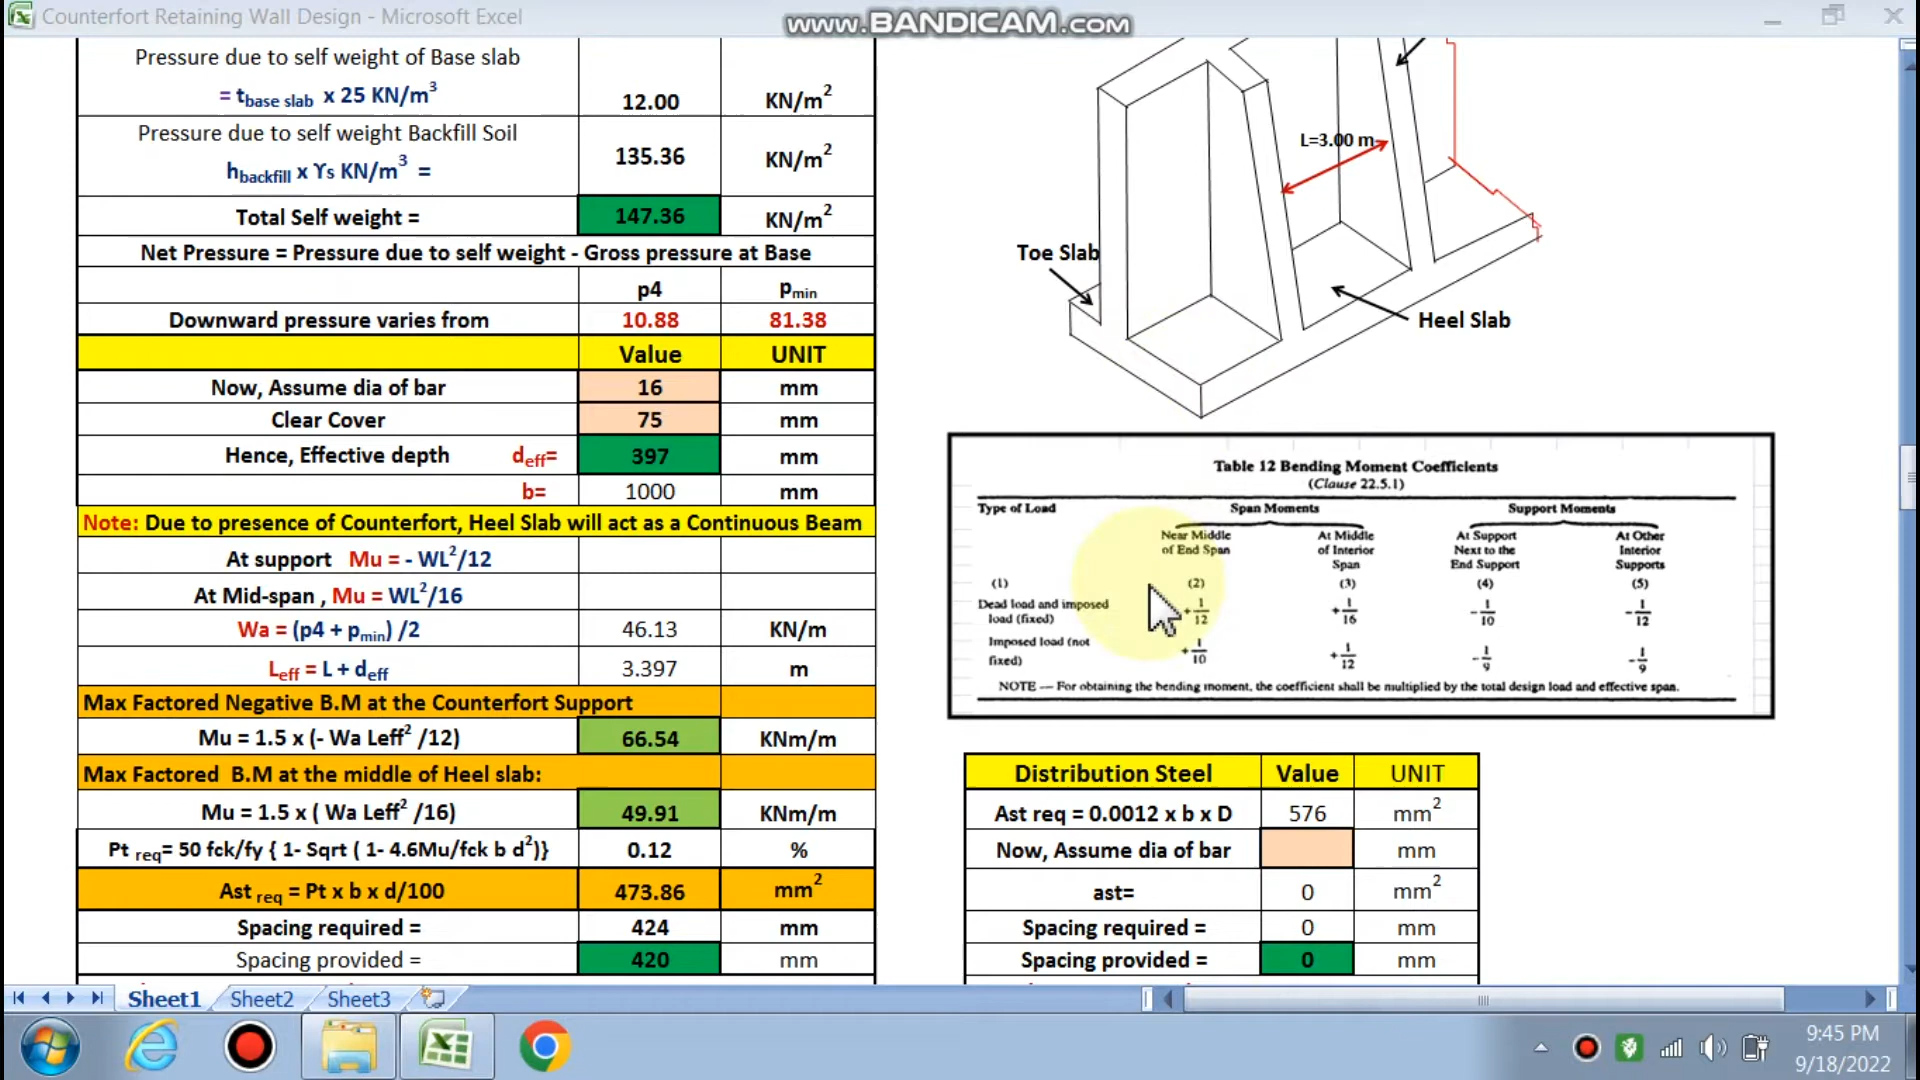 Counterfort Retaining Wall Design - Microsoft Excel
www.BANDICAM.com
Pressure due to self weight of Base slab
= tbase slab x 25 KN/m3
12.00
KN/m2
Pressure due to self weight Backfill Soil
hbackfill x ϒs KN/m3 =
135.36
KN/m2
Total Self weight =
147.36
KN/m2
Net Pressure = Pressure due to self weight - Gross pressure at Base
p4
pmin
Downward pressure varies from
10.88
81.38
Value
UNIT
Now, Assume dia of bar
16
mm
Clear Cover
75
mm
Hence, Effective depth deff=
397
mm
b=
1000
mm
Note: Due to presence of Counterfort, Heel Slab will act as a Continuous Beam
At support Mu = - WL2/12
At Mid-span , Mu = WL2/16
Wa = (p4 + pmin) /2
46.13
KN/m
Leff = L + deff
3.397
m
Max Factored Negative B.M at the Counterfort Support
Mu = 1.5 x (- Wa Leff2 /12)
66.54
KNm/m
Max Factored B.M at the middle of Heel slab:
Mu = 1.5 x ( Wa Leff2 /16)
49.91
KNm/m
Pt req= 50 fck/fy { 1- Sqrt ( 1- 4.6Mu/fck b d2)}
0.12
%
Ast req = Pt x b x d/100
473.86
mm2
Spacing required =
424
mm
Spacing provided =
420
mm
L=3.00 m
Toe Slab
Heel Slab
Table 12 Bending Moment Coefficients
(Clause 22.5.1)
Type of Load
Span Moments
Support Moments
Near Middle
of End Span
At Middle
of Interior
Span
At Support
Next to the
End Support
At Other
Interior
Supports
(1)
(2)
(3)
(4)
(5)
Dead load and imposed
load (fixed)
+1/12
+1/16
-1/10
-1/12
Imposed load (not
fixed)
+1/10
+1/12
-1/9
-1/9
NOTE — For obtaining the bending moment, the coefficient shall be multiplied by the total design load and effective span.
Distribution Steel
Value
UNIT
Ast req = 0.0012 x b x D
576
mm2
Now, Assume dia of bar
mm
ast=
0
mm2
Spacing required =
0
mm
Spacing provided =
0
mm
Sheet1
Sheet2
Sheet3
9:45 PM
9/18/2022